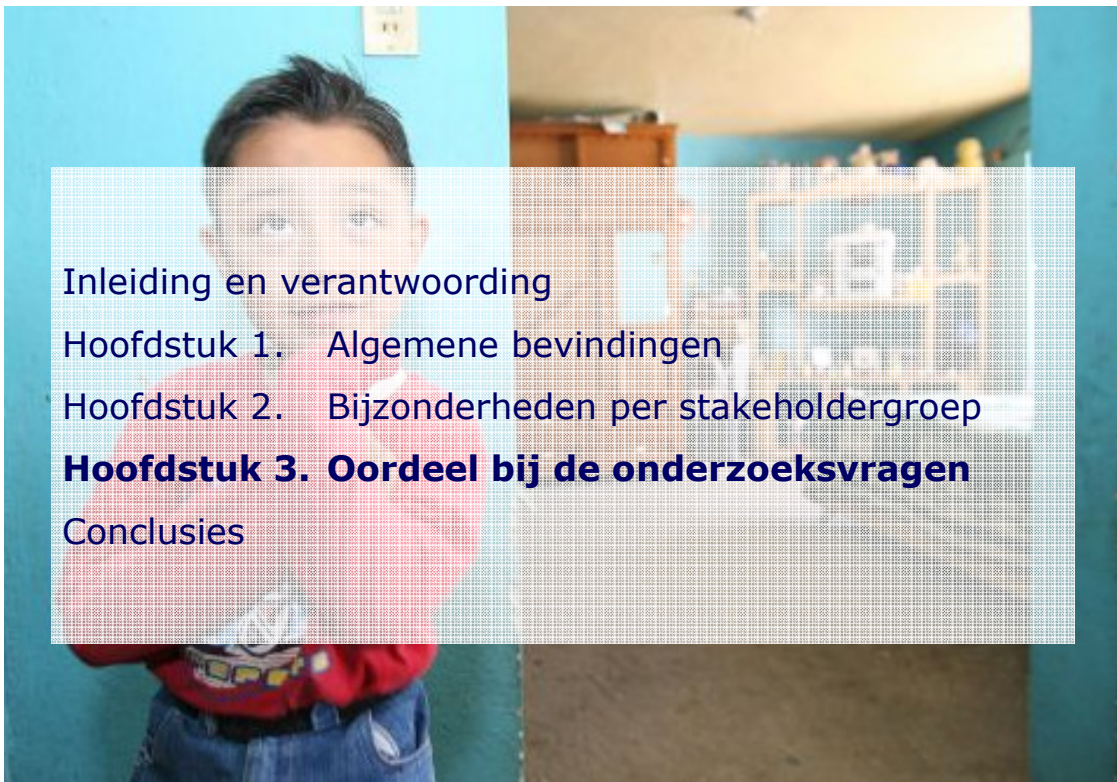 Inleiding en verantwoording
Hoofdstuk 1. Algemene bevindingen
Hoofdstuk 2. Bijzonderheden per stakeholdergroep
Hoofdstuk 3. Oordeel bij de onderzoeksvragen
Conclusies